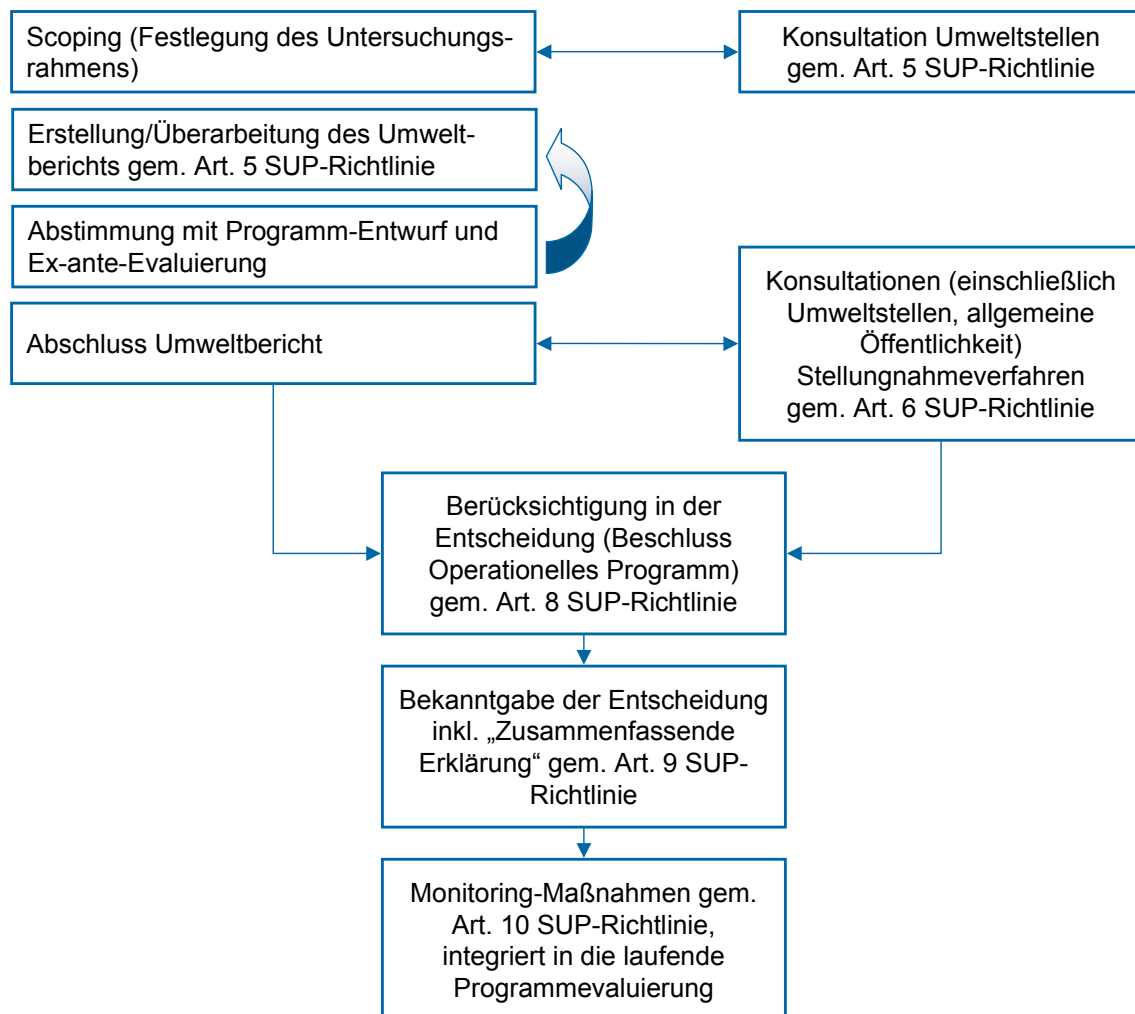 Scoping (Festlegung des Untersuchungs-
rahmens)
Konsultation Umweltstellen
gem. Art. 5 SUP-Richtlinie
Erstellung/Überarbeitung des Umwelt-
berichts gem. Art. 5 SUP-Richtlinie
Abstimmung mit Programm-Entwurf und
Ex-ante-Evaluierung
Abschluss Umweltbericht
Konsultationen (einschließlich
Umweltstellen, allgemeine
Öffentlichkeit)
Stellungnahmeverfahren
gem. Art. 6 SUP-Richtlinie
Berücksichtigung in der
Entscheidung (Beschluss
Operationelles Programm)
gem. Art. 8 SUP-Richtlinie
Bekanntgabe der Entscheidung
inkl. „Zusammenfassende
Erklärung“ gem. Art. 9 SUP-
Richtlinie
Monitoring-Maßnahmen gem.
Art. 10 SUP-Richtlinie,
integriert in die laufende
Programmevaluierung